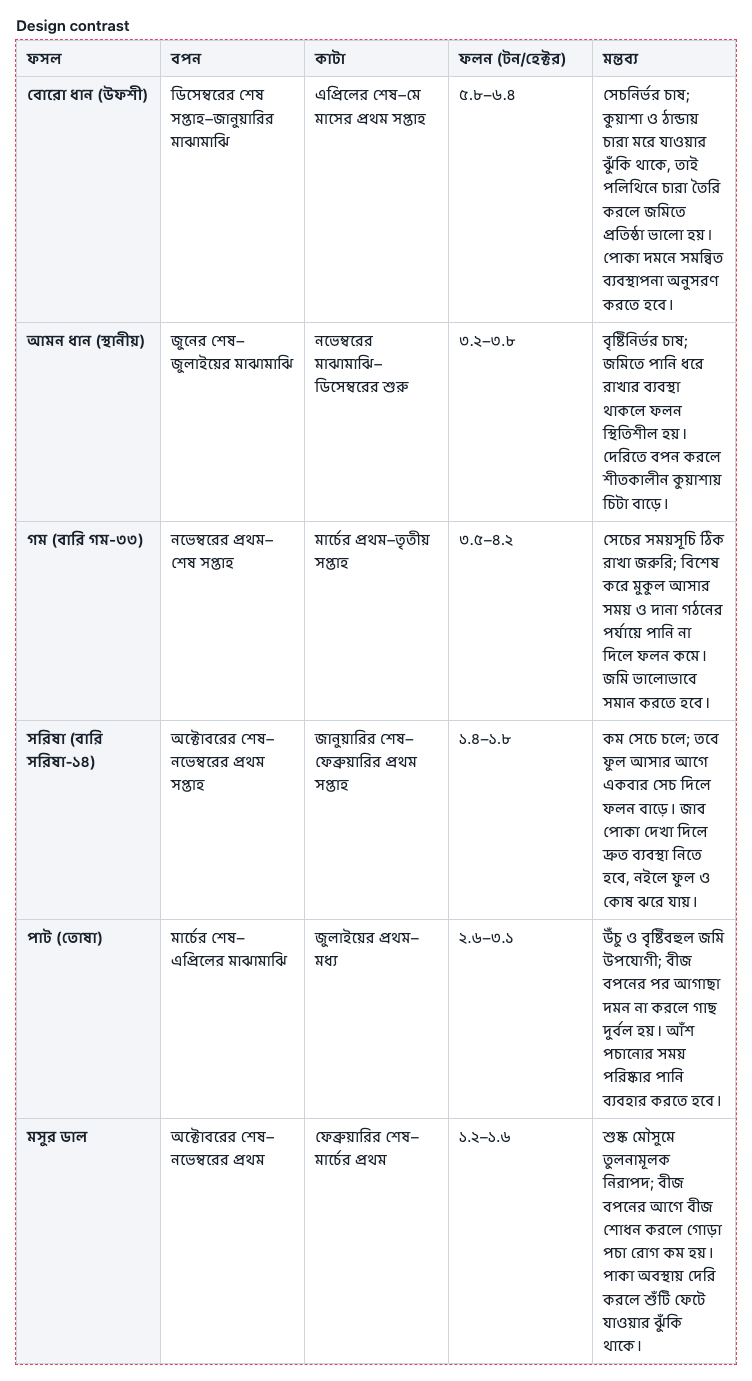 Design contrast
ফসল
বপন
কাটা
ফলন (টন/হেক্টর)
মন্তব্য
বোরো ধান (উফশী)
ডিসেম্বরের শেষ
সপ্তাহ–জানুয়ারির
মাঝামাঝি
এপ্রিলের শেষ–মে
মাসের প্রথম সপ্তাহ
৫.৮–৬.৪
সেচনির্ভর চাষ;
কুয়াশা ও ঠান্ডায়
চারা মরে যাওয়ার
ঝুঁকি থাকে, তাই
পলিথিনে চারা তৈরি
করলে জমিতে
প্রতিষ্ঠা ভালো হয়।
পোকা দমনে সমন্বিত
ব্যবস্থাপনা অনুসরণ
করতে হবে।
আমন ধান (স্থানীয়)
জুনের শেষ–
জুলাইয়ের মাঝামাঝি
নভেম্বরের
মাঝামাঝি–
ডিসেম্বরের শুরু
৩.২–৩.৮
বৃষ্টিনির্ভর চাষ;
জমিতে পানি ধরে
রাখার ব্যবস্থা
থাকলে ফলন
স্থিতিশীল হয়।
দেরিতে বপন করলে
শীতকালীন কুয়াশায়
চিটা বাড়ে।
গম (বারি গম-৩৩)
নভেম্বরের প্রথম–
শেষ সপ্তাহ
মার্চের প্রথম–তৃতীয়
সপ্তাহ
৩.৫–৪.২
সেচের সময়সূচি ঠিক
রাখা জরুরি; বিশেষ
করে মুকুল আসার
সময় ও দানা গঠনের
পর্যায়ে পানি না
দিলে ফলন কমে।
জমি ভালোভাবে
সমান করতে হবে।
সরিষা (বারি
সরিষা-১৪)
অক্টোবরের শেষ–
নভেম্বরের প্রথম
সপ্তাহ
জানুয়ারির শেষ–
ফেব্রুয়ারির প্রথম
সপ্তাহ
১.৪–১.৮
কম সেচে চলে; তবে
ফুল আসার আগে
একবার সেচ দিলে
ফলন বাড়ে। জাব
পোকা দেখা দিলে
দ্রুত ব্যবস্থা নিতে
হবে, নইলে ফুল ও
কোষ ঝরে যায়।
পাট (তোষা)
মার্চের শেষ–
এপ্রিলের মাঝামাঝি
জুলাইয়ের প্রথম–
মধ্য
২.৬–৩.১
উঁচু ও বৃষ্টিবহুল জমি
উপযোগী; বীজ
বপনের পর আগাছা
দমন না করলে গাছ
দুর্বল হয়। আঁশ
পচানোর সময়
পরিষ্কার পানি
ব্যবহার করতে হবে।
মসুর ডাল
অক্টোবরের শেষ–
নভেম্বরের প্রথম
ফেব্রুয়ারির শেষ–
মার্চের প্রথম
১.২–১.৬
শুষ্ক মৌসুমে
তুলনামূলক
নিরাপদ; বীজ
বপনের আগে বীজ
শোধন করলে গোড়া
পচা রোগ কম হয়।
পাকা অবস্থায় দেরি
করলে শুঁটি ফেটে
যাওয়ার ঝুঁকি
থাকে।